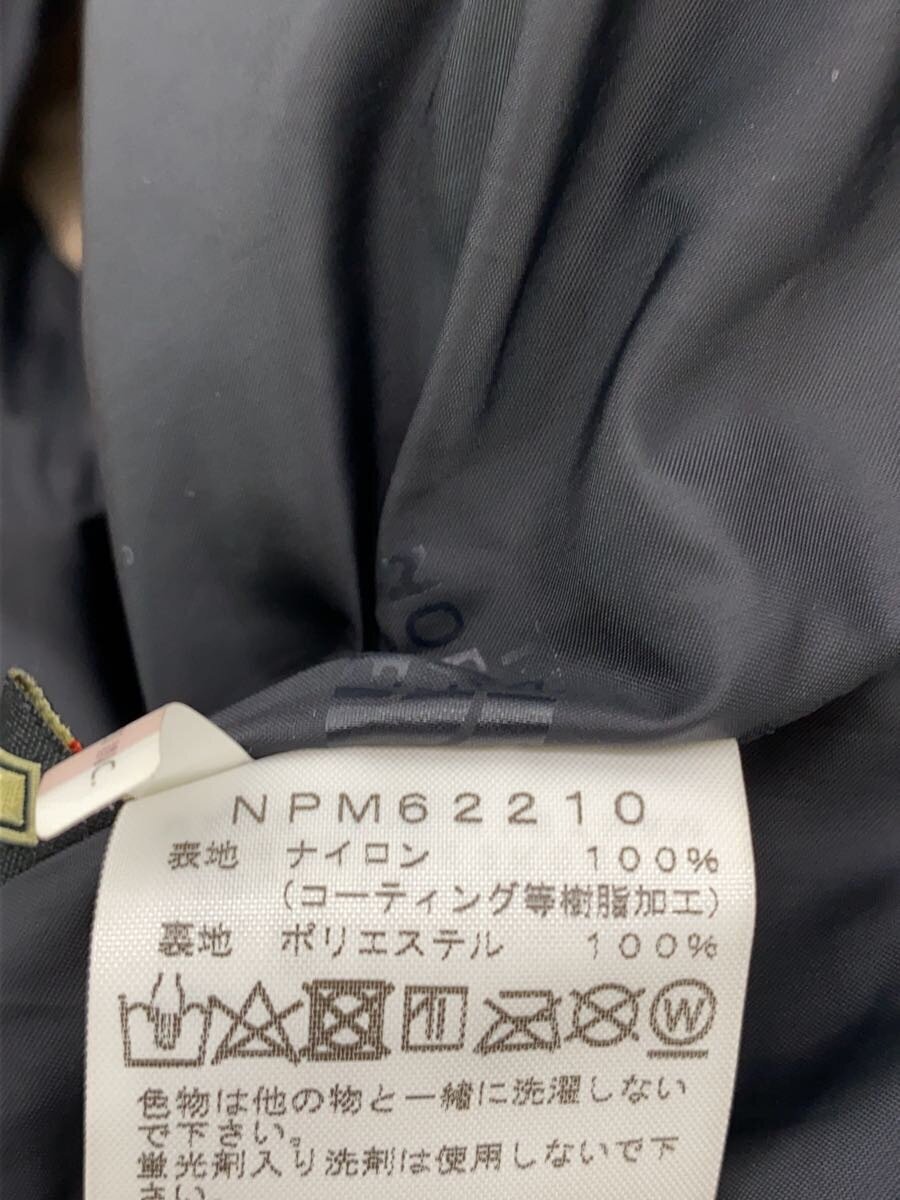 C.
NPM62210
表地 ナイロン 100%
(コーティング等樹脂加工)
裏地 ポリエステル 100%
W
色物は他の物と一緒に洗濯しない
で下さい。
蛍光剤入り洗剤は使用しないで下
さい